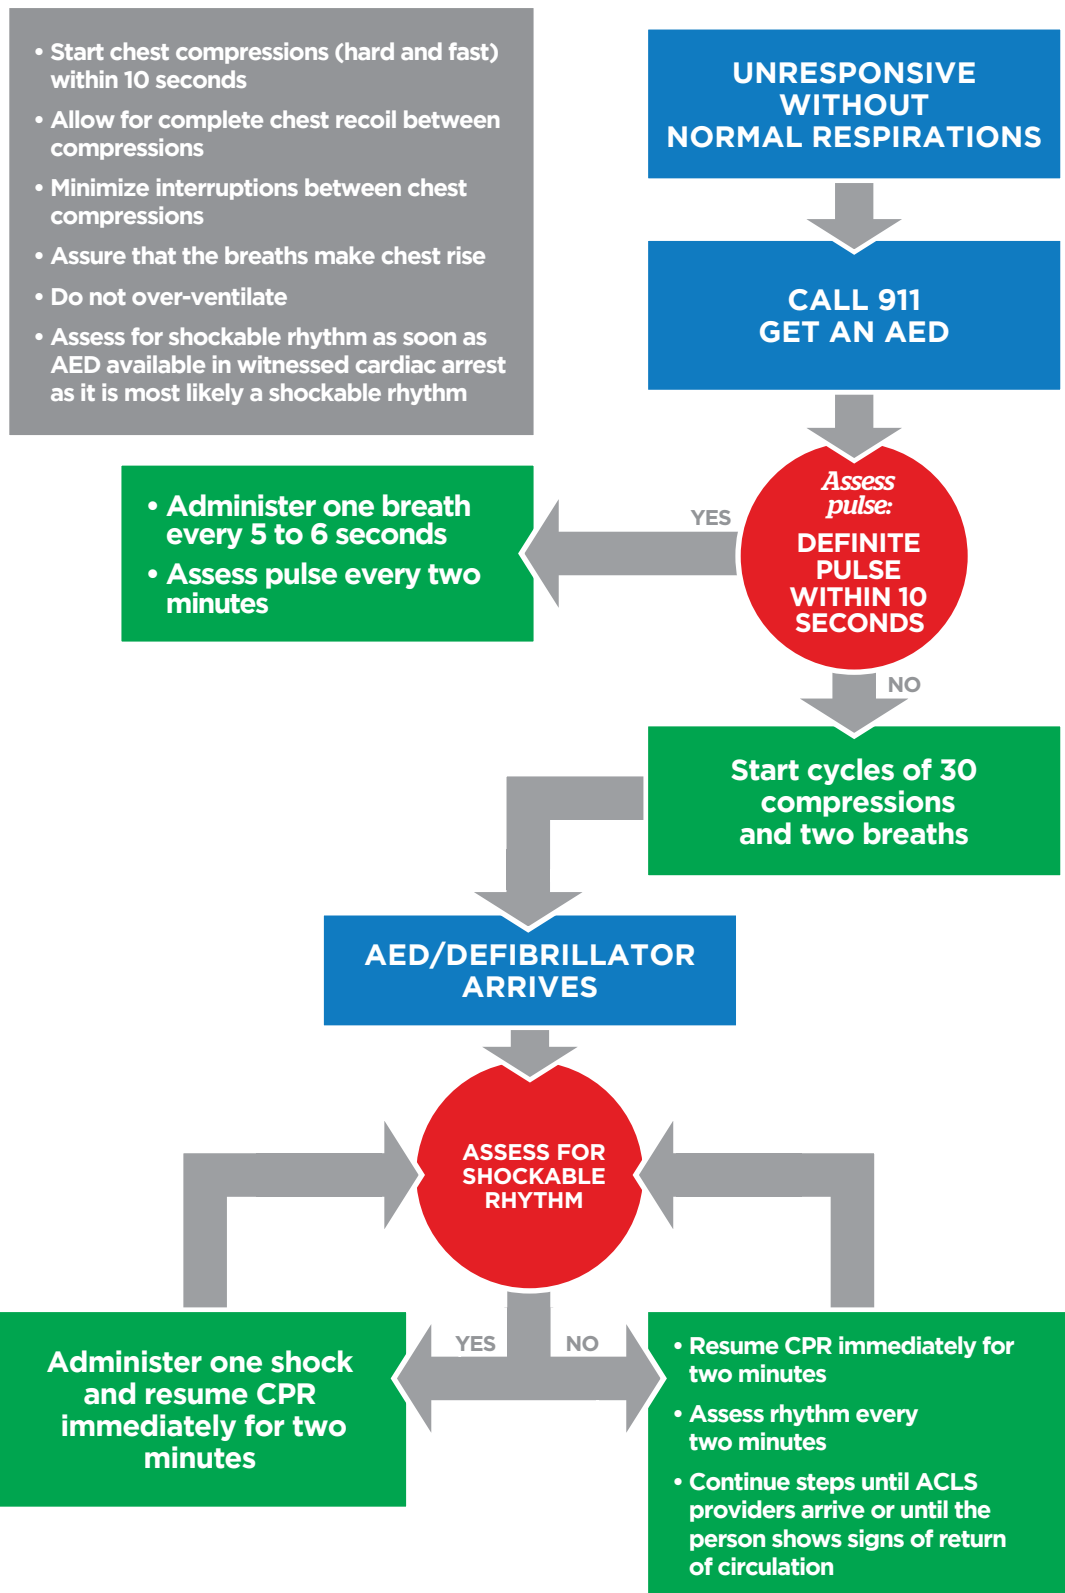 • Start chest compressions (hard and fast)
within 10 seconds
• Allow for complete chest recoil between
compressions
• Minimize interruptions between chest
compressions
• Assure that the breaths make chest rise
• Do not over-ventilate
• Assess for shockable rhythm as soon as
AED available in witnessed cardiac arrest
as it is most likely a shockable rhythm
UNRESPONSIVE
WITHOUT
NORMAL RESPIRATIONS
CALL 911
GET AN AED
Assess
pulse:
DEFINITE
PULSE
WITHIN 10
SECONDS
YES
• Administer one breath
every 5 to 6 seconds
• Assess pulse every two
minutes
NO
Start cycles of 30
compressions
and two breaths
AED/DEFIBRILLATOR
ARRIVES
ASSESS FOR
SHOCKABLE
RHYTHM
YES
NO
Administer one shock
and resume CPR
immediately for two
minutes
• Resume CPR immediately for
two minutes
• Assess rhythm every
two minutes
• Continue steps until ACLS
providers arrive or until the
person shows signs of return
of circulation